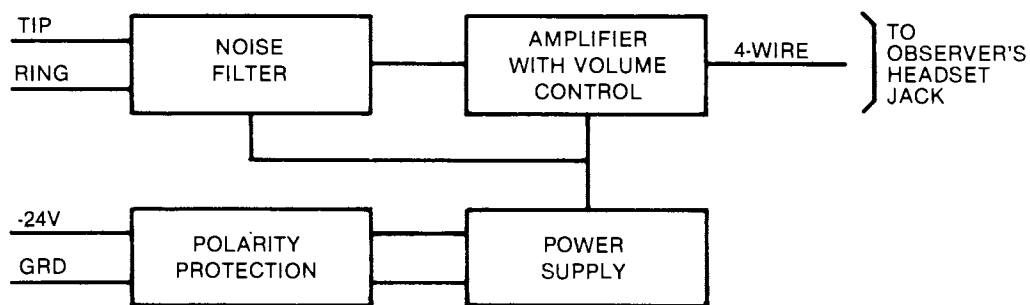 TIP
RING
NOISE
FILTER
AMPLIFIER
WITH VOLUME
CONTROL
4-WIRE
TO
OBSERVER'S
HEADSET
JACK
-24V
GRD
POLARITY
PROTECTION
POWER
SUPPLY